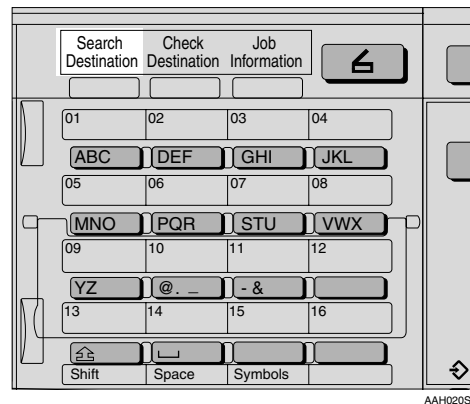 Search Check Job
Destination Destination Information
01 02 03 04
ABC DEF GHI JKL
05 06 07 08
MNO PQR STU VWX
09 10 11 12
YZ @. _ - &
13 14 15 16
Shift Space Symbols
AAH020S